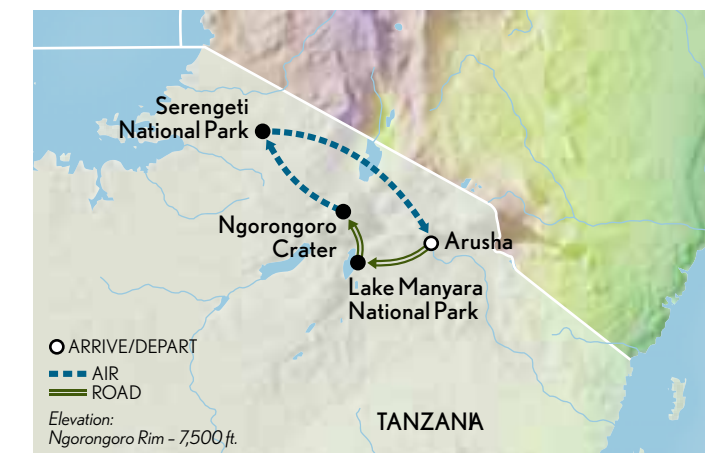 Serengeti
National Park
Ngorongoro
Crater
Arusha
Lake Manyara
National Park
ARRIVE/DEPART
AIR
ROAD
Elevation:
Ngorongoro Rim – 7,500 ft.
TANZANIA